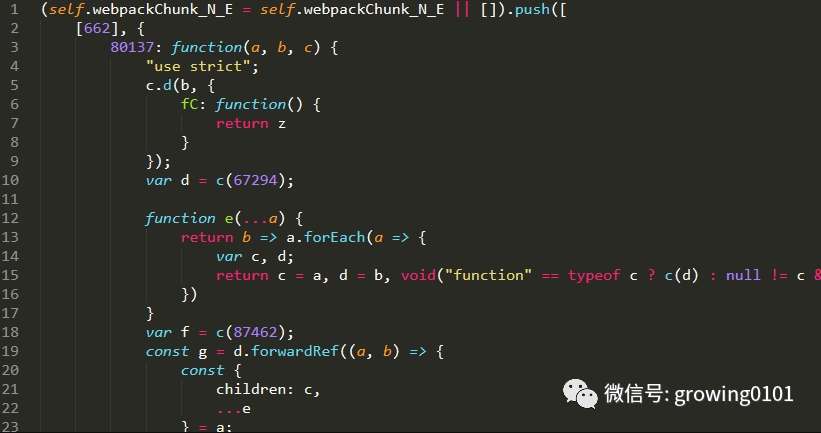 1 (self.webpackChunk_N_E = self.webpackChunk_N_E || []).push([
2 [662], {
3 80137: function(a, b, c) {
4 "use strict";
5 c.d(b, {
6 fC: function() {
7 return z
8 }
9 });
10 var d = c(67294);
11
12 function e(...a) {
13 return b => a.forEach(a => {
14 var c, d;
15 return c = a, d = b, void("function" == typeof c ? c(d) : null != c &
16 })
17 }
18 var f = c(87462);
19 const g = d.forwardRef((a, b) => {
20 const {
21 children: c,
22 ...e
23 } = a;
微信号: growing0101